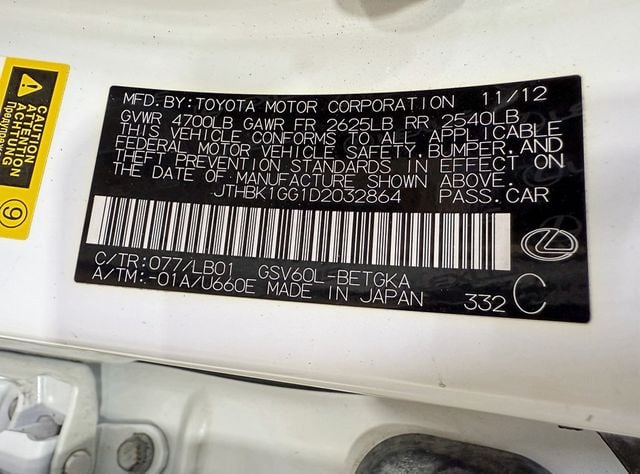 MFD. BY: TOYOTA MOTOR CORPORATION 11/12
GVWR 4700LB GAWR FR 2625LB RR 2540LB
THIS VEHICLE CONFORMS TO ALL APPLICABLE
FEDERAL MOTOR VEHICLE SAFETY, BUMPER, AND
THEFT PREVENTION STANDARDS IN EFFECT ON
THE DATE OF MANUFACTURE SHOWN ABOVE.
JTHBK1GG1D2032864 PASS. CAR
C/TR: 077/LB01 GSV60L-BETGKA
A/TM: -01A/U660E MADE IN JAPAN 332 C
CAUTION
ATTENTION
ACHTUNG
9